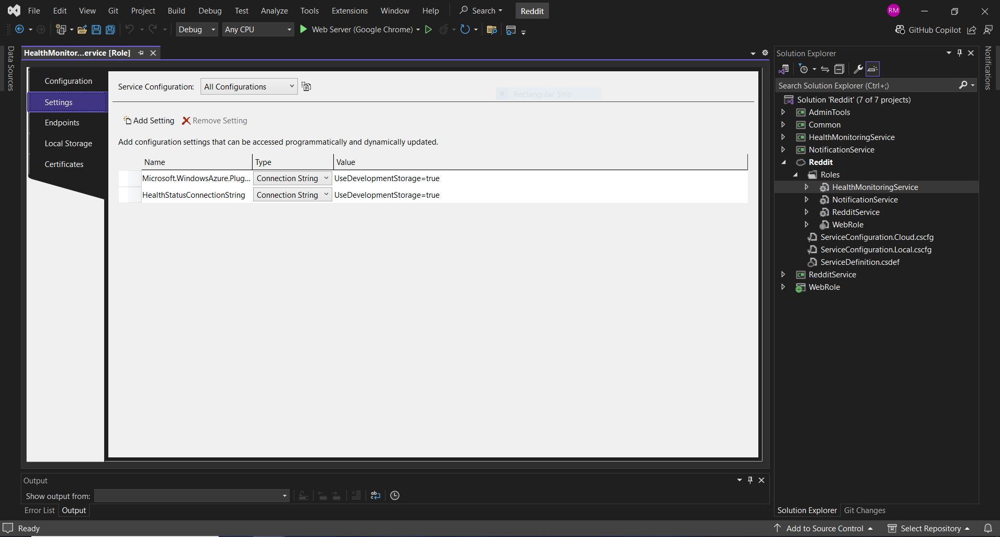 File Edit View Git Project Build Debug Test Analyze Tools Extensions Window Help Search Reddit RM
Debug Any CPU Web Server (Google Chrome) GitHub Copilot
Data Sources
HealthMonitor...ervice [Role]
Configuration
Settings
Endpoints
Local Storage
Certificates
Service Configuration: All Configurations
Rectangular Snip
Add Setting Remove Setting
Add configuration settings that can be accessed programmatically and dynamically updated.
Name Type Value
Microsoft.WindowsAzure.Plug... Connection String UseDevelopmentStorage=true
HealthStatusConnectionString Connection String UseDevelopmentStorage=true
Output
Show output from:
Error List Output
Solution Explorer
Search Solution Explorer (Ctrl+;)
Solution 'Reddit' (7 of 7 projects)
C# AdminTools
C# Common
C# HealthMonitoringService
C# NotificationService
Reddit
Roles
HealthMonitoringService
NotificationService
RedditService
WebRole
ServiceConfiguration.Cloud.cscfg
ServiceConfiguration.Local.cscfg
ServiceDefinition.csdef
C# RedditService
WebRole
Solution Explorer Git Changes
Notifications
Ready Add to Source Control Select Repository